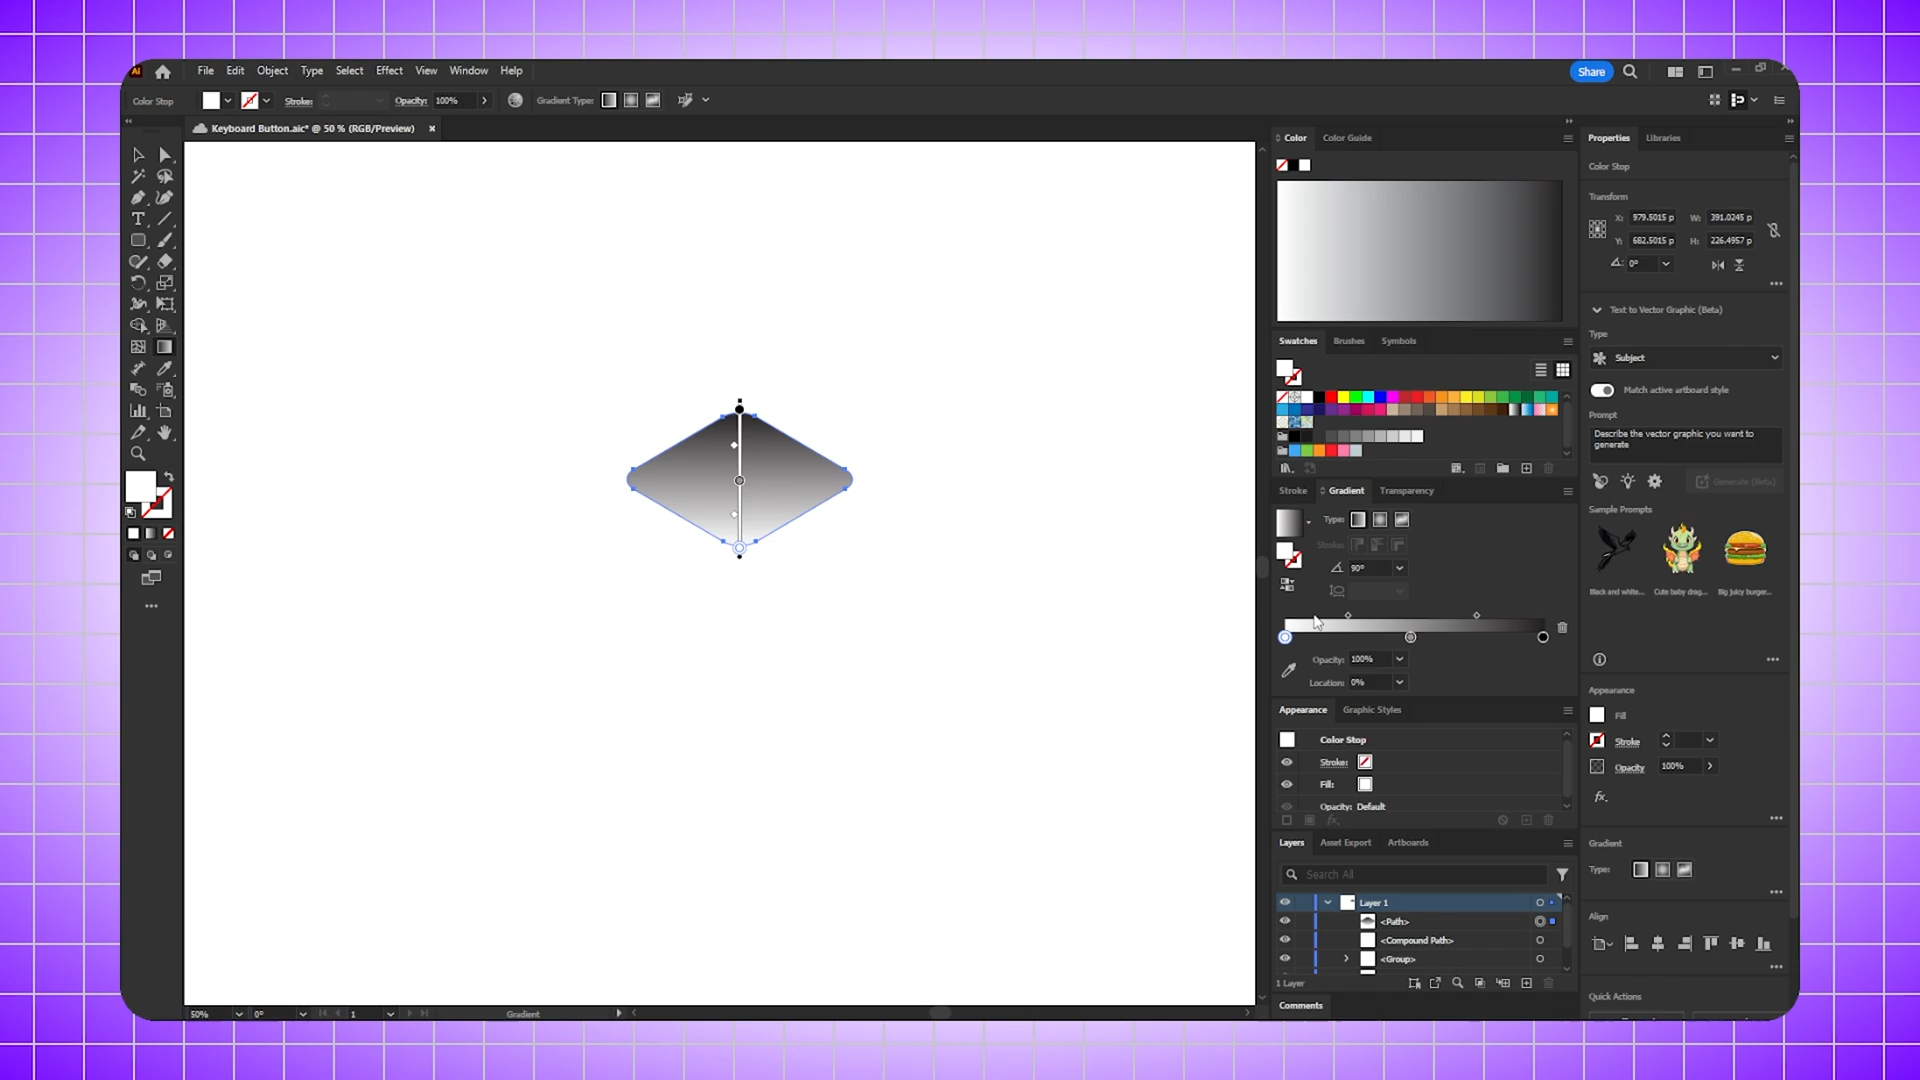 Ai File Edit Object Type Select Effect View Window Help Share
Color Stop Stroke: Opacity: 100% Gradient Type:
Keyboard Button.aic* @ 50 % (RGB/Preview) ×
Color Color Guide
Swatches Brushes Symbols
Stroke Gradient Transparency
Type:
Stroke:
90°
Opacity: 100%
Location: 0%
Appearance Graphic Styles
Color Stop
Stroke:
Fill:
Opacity: Default
Layers Asset Export Artboards
Search All
Layer 1
<Path>
<Compound Path>
<Group>
1 Layer
Comments
Properties Libraries
Color Stop
Transform
X: 979.5015 p W: 391.0245 p
Y: 682.5015 p H: 226.4957 p
0°
Text to Vector Graphic (Beta)
Type
Subject
Match active artboard style
Prompt
Describe the vector graphic you want to
generate
Generate (Beta)
Sample Prompts
Black and white... Cute baby drag... Big juicy burger...
Appearance
Fill
Stroke
Opacity 100%
fx.
Gradient
Type:
Align
Quick Actions
50% 0° 1 Gradient